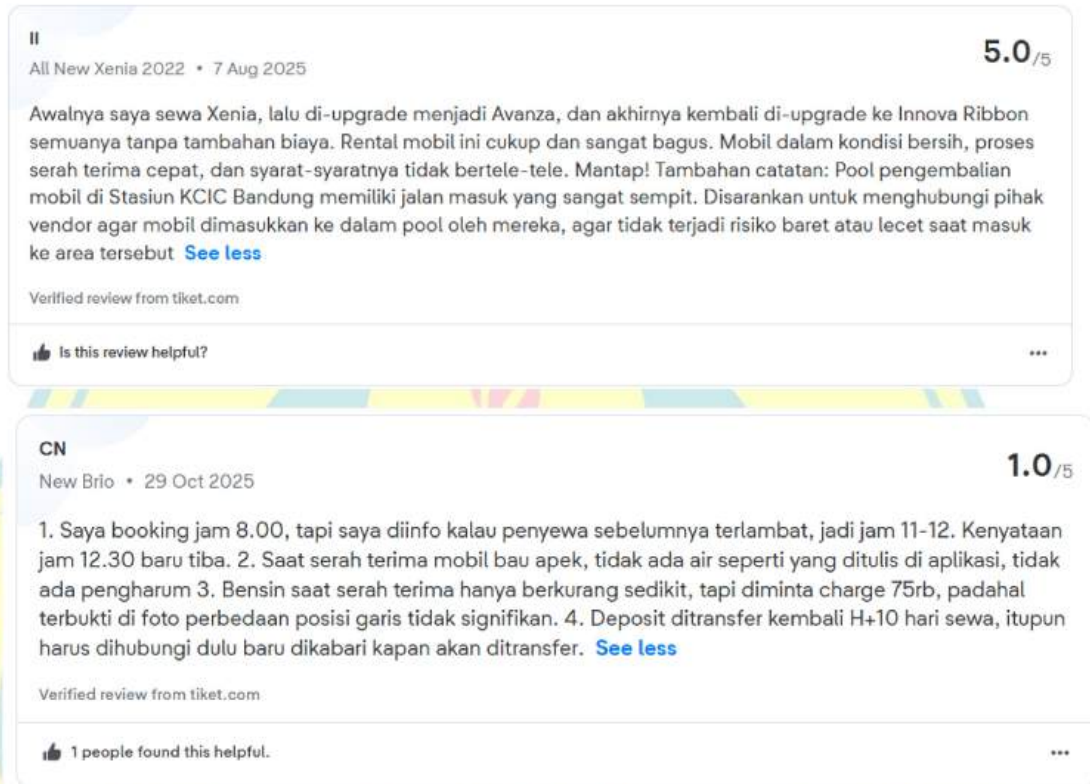 II
5.0/5
All New Xenia 2022 • 7 Aug 2025
Awalnya saya sewa Xenia, lalu di-upgrade menjadi Avanza, dan akhirnya kembali di-upgrade ke Innova Ribbon
semuanya tanpa tambahan biaya. Rental mobil ini cukup dan sangat bagus. Mobil dalam kondisi bersih, proses
serah terima cepat, dan syarat-syaratnya tidak bertele-tele. Mantap! Tambahan catatan: Pool pengembalian
mobil di Stasiun KCIC Bandung memiliki jalan masuk yang sangat sempit. Disarankan untuk menghubungi pihak
vendor agar mobil dimasukkan ke dalam pool oleh mereka, agar tidak terjadi risiko baret atau lecet saat masuk
ke area tersebut See less
Verified review from tiket.com
Is this review helpful?
CN
1.0/5
New Brio • 29 Oct 2025
1. Saya booking jam 8.00, tapi saya diinfo kalau penyewa sebelumnya terlambat, jadi jam 11-12. Kenyataan
jam 12.30 baru tiba. 2. Saat serah terima mobil bau apek, tidak ada air seperti yang ditulis di aplikasi, tidak
ada pengharum 3. Bensin saat serah terima hanya berkurang sedikit, tapi diminta charge 75rb, padahal
terbukti di foto perbedaan posisi garis tidak signifikan. 4. Deposit ditransfer kembali H+10 hari sewa, itupun
harus dihubungi dulu baru dikabari kapan akan ditransfer. See less
Verified review from tiket.com
1 people found this helpful.